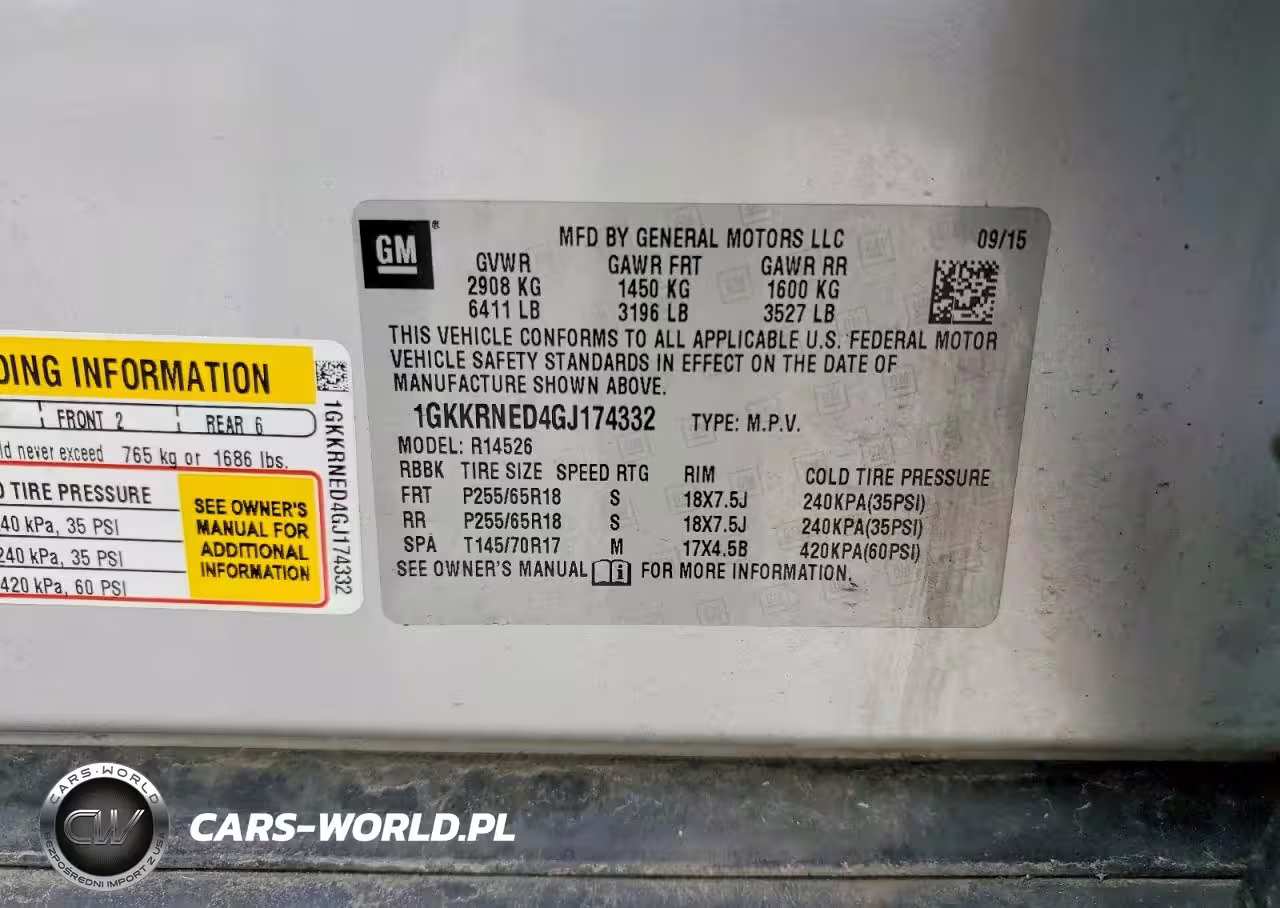 GM ®
MFD BY GENERAL MOTORS LLC 09/15
GVWR GAWR FRT GAWR RR
2908 KG 1450 KG 1600 KG
6411 LB 3196 LB 3527 LB
THIS VEHICLE CONFORMS TO ALL APPLICABLE U.S. FEDERAL MOTOR
VEHICLE SAFETY STANDARDS IN EFFECT ON THE DATE OF
MANUFACTURE SHOWN ABOVE.
1GKKRNED4GJ174332 TYPE: M.P.V.
MODEL: R14526
RBBK TIRE SIZE SPEED RTG RIM COLD TIRE PRESSURE
FRT P255/65R18 S 18X7.5J 240KPA(35PSI)
RR P255/65R18 S 18X7.5J 240KPA(35PSI)
SPA T145/70R17 M 17X4.5B 420KPA(60PSI)
SEE OWNER'S MANUAL FOR MORE INFORMATION.
DING INFORMATION
FRONT 2 REAR 6
ld never exceed 765 kg or 1686 lbs.
D TIRE PRESSURE
40 kPa, 35 PSI
240 kPa, 35 PSI
420 kPa, 60 PSI
SEE OWNER'S
MANUAL FOR
ADDITIONAL
INFORMATION
1GKKRNED4GJ174332
CARS-WORLD
CW
BEZPOŚREDNI IMPORT Z USA
CARS-WORLD.PL